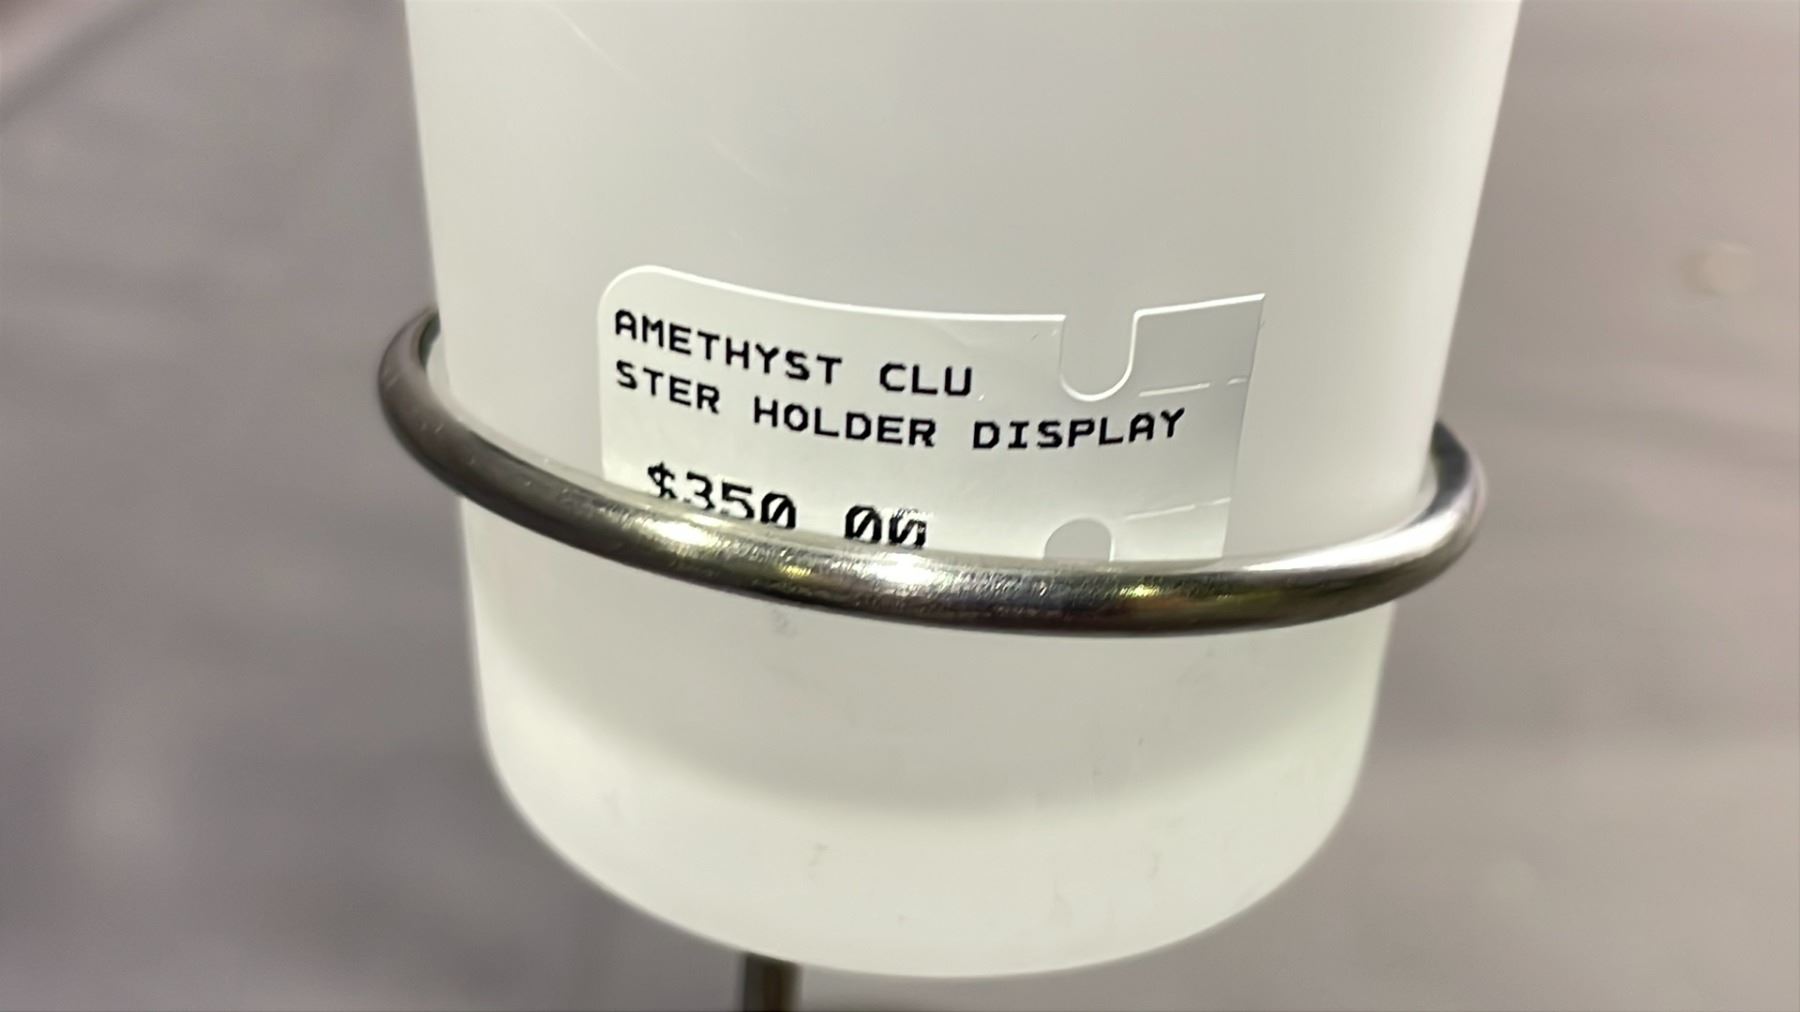 AMETHYST CLU
STER HOLDER DISPLAY
$350 00